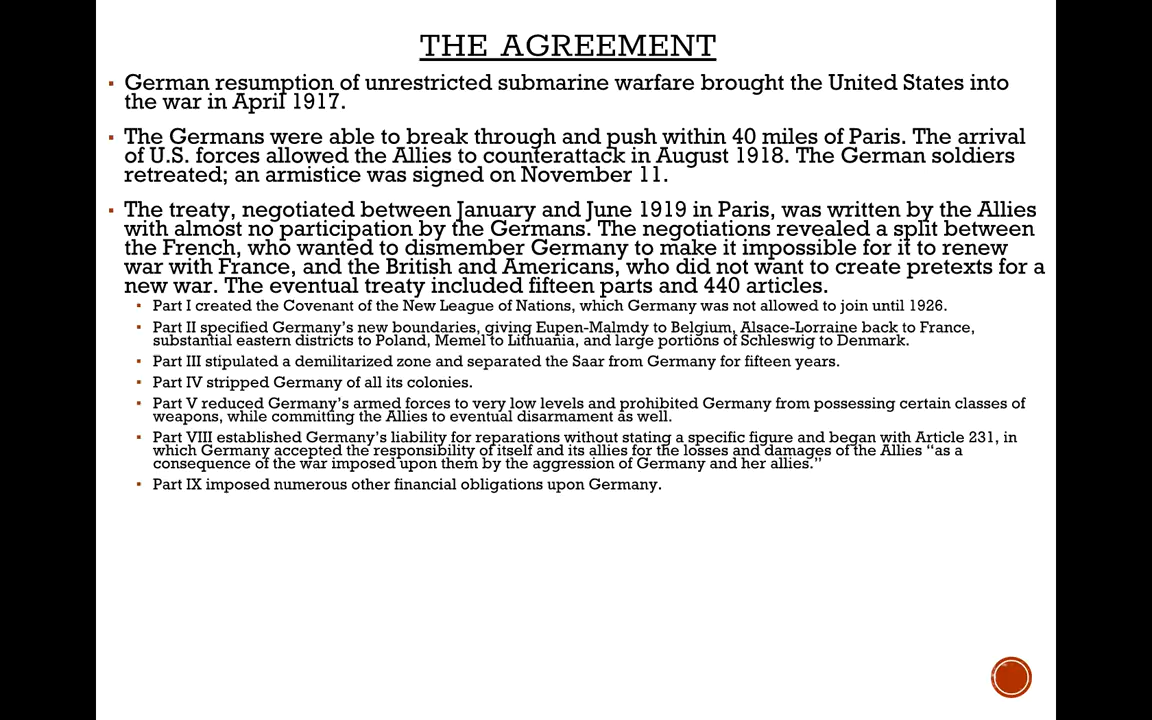 THE AGREEMENT
▪ German resumption of unrestricted submarine warfare brought the United States into
the war in April 1917.
▪ The Germans were able to break through and push within 40 miles of Paris. The arrival
of U.S. forces allowed the Allies to counterattack in August 1918. The German soldiers
retreated; an armistice was signed on November 11.
▪ The treaty, negotiated between January and June 1919 in Paris, was written by the Allies
with almost no participation by the Germans. The negotiations revealed a split between
the French, who wanted to dismember Germany to make it impossible for it to renew
war with France, and the British and Americans, who did not want to create pretexts for a
new war. The eventual treaty included fifteen parts and 440 articles.
▪ Part I created the Covenant of the New League of Nations, which Germany was not allowed to join until 1926.
▪ Part II specified Germany’s new boundaries, giving Eupen-Malmdy to Belgium, Alsace-Lorraine back to France,
substantial eastern districts to Poland, Memel to Lithuania, and large portions of Schleswig to Denmark.
▪ Part III stipulated a demilitarized zone and separated the Saar from Germany for fifteen years.
▪ Part IV stripped Germany of all its colonies.
▪ Part V reduced Germany’s armed forces to very low levels and prohibited Germany from possessing certain classes of
weapons, while committing the Allies to eventual disarmament as well.
▪ Part VIII established Germany’s liability for reparations without stating a specific figure and began with Article 231, in
which Germany accepted the responsibility of itself and its allies for the losses and damages of the Allies “as a
consequence of the war imposed upon them by the aggression of Germany and her allies.”
▪ Part IX imposed numerous other financial obligations upon Germany.